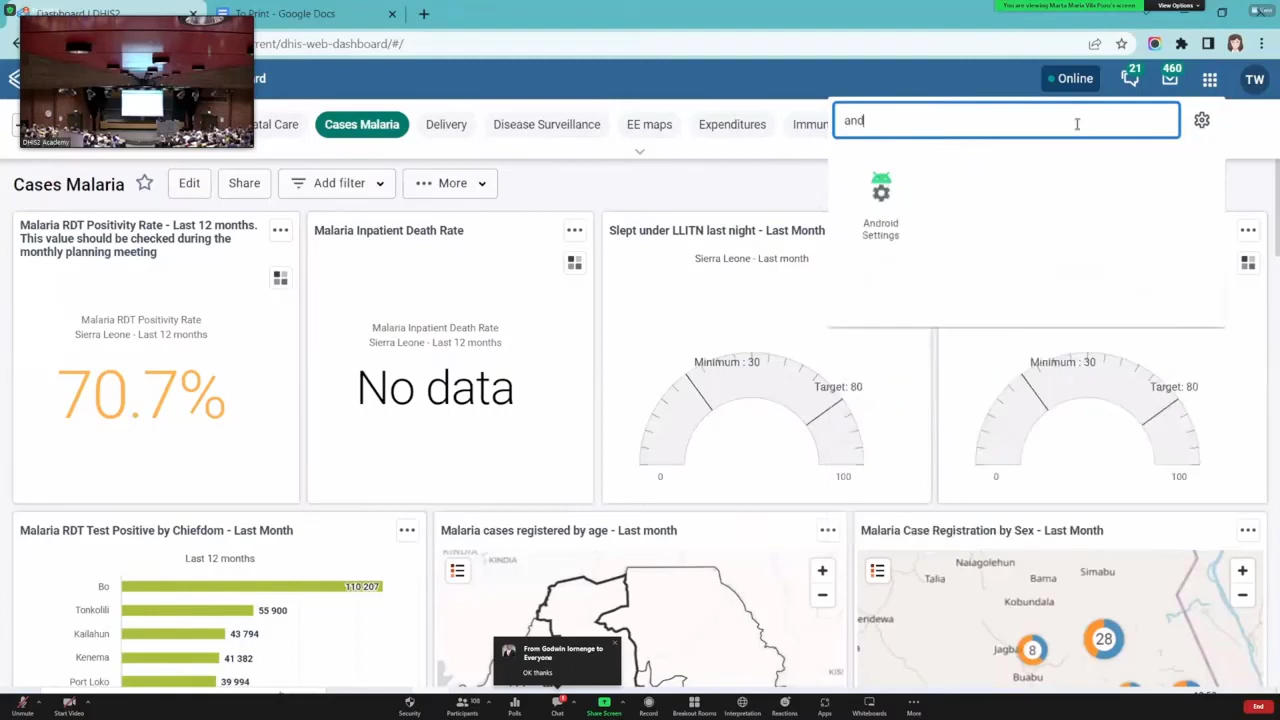 Dashboard | DHIS2
To Print - Google Docs
You are viewing Marta Maria Vila Pozo's screen
View Options
rent/dhis-web-dashboard/#/
DHIS2 Academy
Online
21
460
TW
Cases Malaria
Delivery
Disease Surveillance
EE maps
Expenditures
Immun
and
Android
Settings
Cases Malaria
Edit
Share
Add filter
More
Malaria RDT Positivity Rate - Last 12 months.
This value should be checked during the
monthly planning meeting
Malaria RDT Positivity Rate
Sierra Leone - Last 12 months
70.7%
Malaria Inpatient Death Rate
Malaria Inpatient Death Rate
Sierra Leone - Last 12 months
No data
Slept under LLITN last night - Last Month
Sierra Leone - Last month
Minimum : 30
Target: 80
0
100
Minimum : 30
Target: 80
0
100
Malaria RDT Test Positive by Chiefdom - Last Month
Last 12 months
Bo
110 207
Tonkolili
55 900
Kailahun
43 794
Kenema
41 382
Port Loko
39 994
Malaria cases registered by age - Last month
KINDIA
KINDIA
Malaria Case Registration by Sex - Last Month
Naiagolehun
Talia
Bama
Simabu
Kobundala
Jagba
8
28
Buabu
From Godwin Iornenge to
Everyone
OK thanks
Unmute
Start Video
Security
Participants
108
Polls
Chat
Share Screen
Record
Breakout Rooms
Interpretation
Reactions
Apps
Whiteboards
More
End